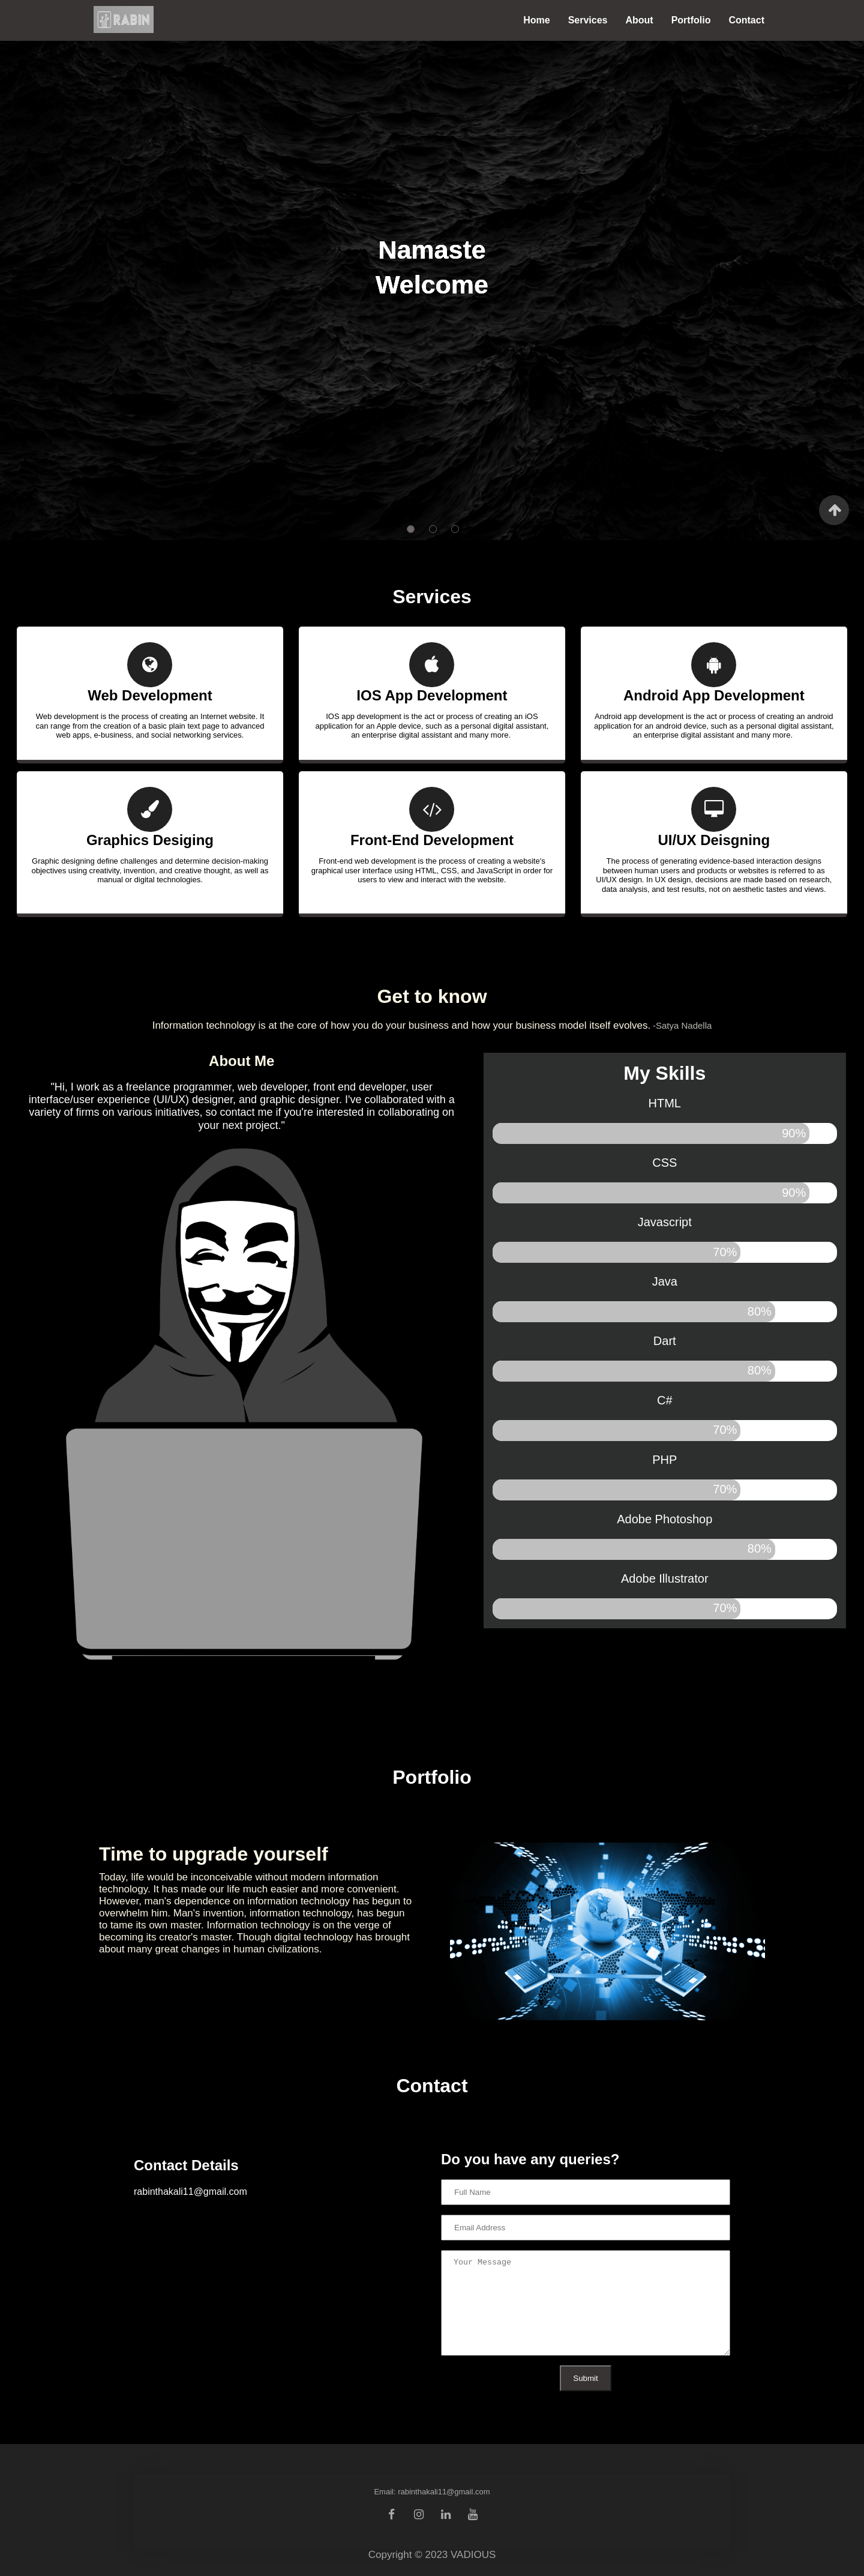 RABIN
Home Services About Portfolio Contact
Namaste
Welcome
Services
Web Development
Web development is the process of creating an Internet website. It
can range from the creation of a basic plain text page to advanced
web apps, e-business, and social networking services.
IOS App Development
IOS app development is the act or process of creating an iOS
application for an Apple device, such as a personal digital assistant,
an enterprise digital assistant and many more.
Android App Development
Android app development is the act or process of creating an android
application for an android device, such as a personal digital assistant,
an enterprise digital assistant and many more.
Graphics Desiging
Graphic designing define challenges and determine decision-making
objectives using creativity, invention, and creative thought, as well as
manual or digital technologies.
Front-End Development
Front-end web development is the process of creating a website's
graphical user interface using HTML, CSS, and JavaScript in order for
users to view and interact with the website.
UI/UX Deisgning
The process of generating evidence-based interaction designs
between human users and products or websites is referred to as
UI/UX design. In UX design, decisions are made based on research,
data analysis, and test results, not on aesthetic tastes and views.
Get to know
Information technology is at the core of how you do your business and how your business model itself evolves. -Satya Nadella
About Me
"Hi, I work as a freelance programmer, web developer, front end developer, user
interface/user experience (UI/UX) designer, and graphic designer. I've collaborated with a
variety of firms on various initiatives, so contact me if you're interested in collaborating on
your next project."
My Skills
HTML
90%
CSS
90%
Javascript
70%
Java
80%
Dart
80%
C#
70%
PHP
70%
Adobe Photoshop
80%
Adobe Illustrator
70%
Portfolio
Time to upgrade yourself
Today, life would be inconceivable without modern information
technology. It has made our life much easier and more convenient.
However, man's dependence on information technology has begun to
overwhelm him. Man's invention, information technology, has begun
to tame its own master. Information technology is on the verge of
becoming its creator's master. Though digital technology has brought
about many great changes in human civilizations.
Contact
Contact Details
rabinthakali11@gmail.com
Do you have any queries?
Full Name
Email Address
Your Message
Submit
Email: rabinthakali11@gmail.com
Copyright © 2023 VADIOUS